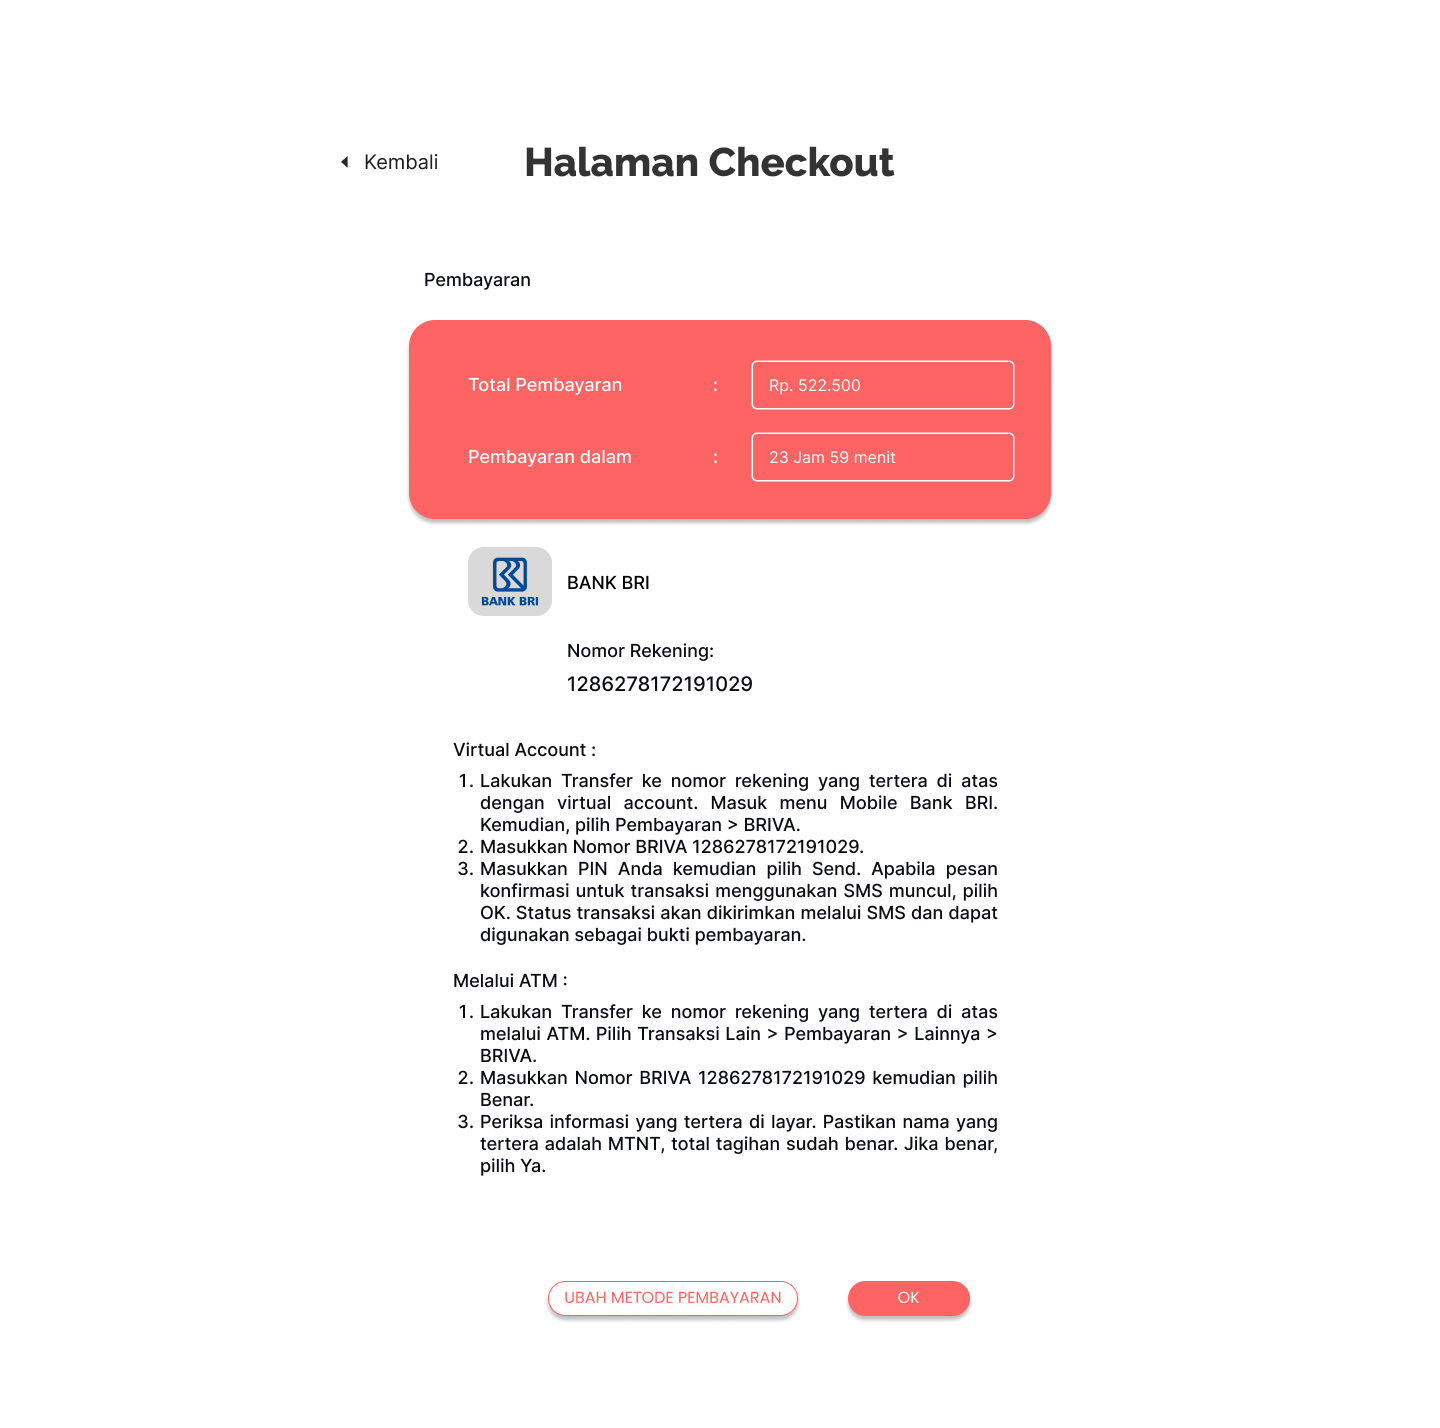 Kembali
Halaman Checkout
Pembayaran
Total Pembayaran : Rp. 522.500
Pembayaran dalam : 23 Jam 59 menit
BANK BRI
BANK BRI
Nomor Rekening:
1286278172191029
Virtual Account :
1. Lakukan Transfer ke nomor rekening yang tertera di atas
dengan virtual account. Masuk menu Mobile Bank BRI.
Kemudian, pilih Pembayaran > BRIVA.
2. Masukkan Nomor BRIVA 1286278172191029.
3. Masukkan PIN Anda kemudian pilih Send. Apabila pesan
konfirmasi untuk transaksi menggunakan SMS muncul, pilih
OK. Status transaksi akan dikirimkan melalui SMS dan dapat
digunakan sebagai bukti pembayaran.
Melalui ATM :
1. Lakukan Transfer ke nomor rekening yang tertera di atas
melalui ATM. Pilih Transaksi Lain > Pembayaran > Lainnya >
BRIVA.
2. Masukkan Nomor BRIVA 1286278172191029 kemudian pilih
Benar.
3. Periksa informasi yang tertera di layar. Pastikan nama yang
tertera adalah MTNT, total tagihan sudah benar. Jika benar,
pilih Ya.
UBAH METODE PEMBAYARAN
OK